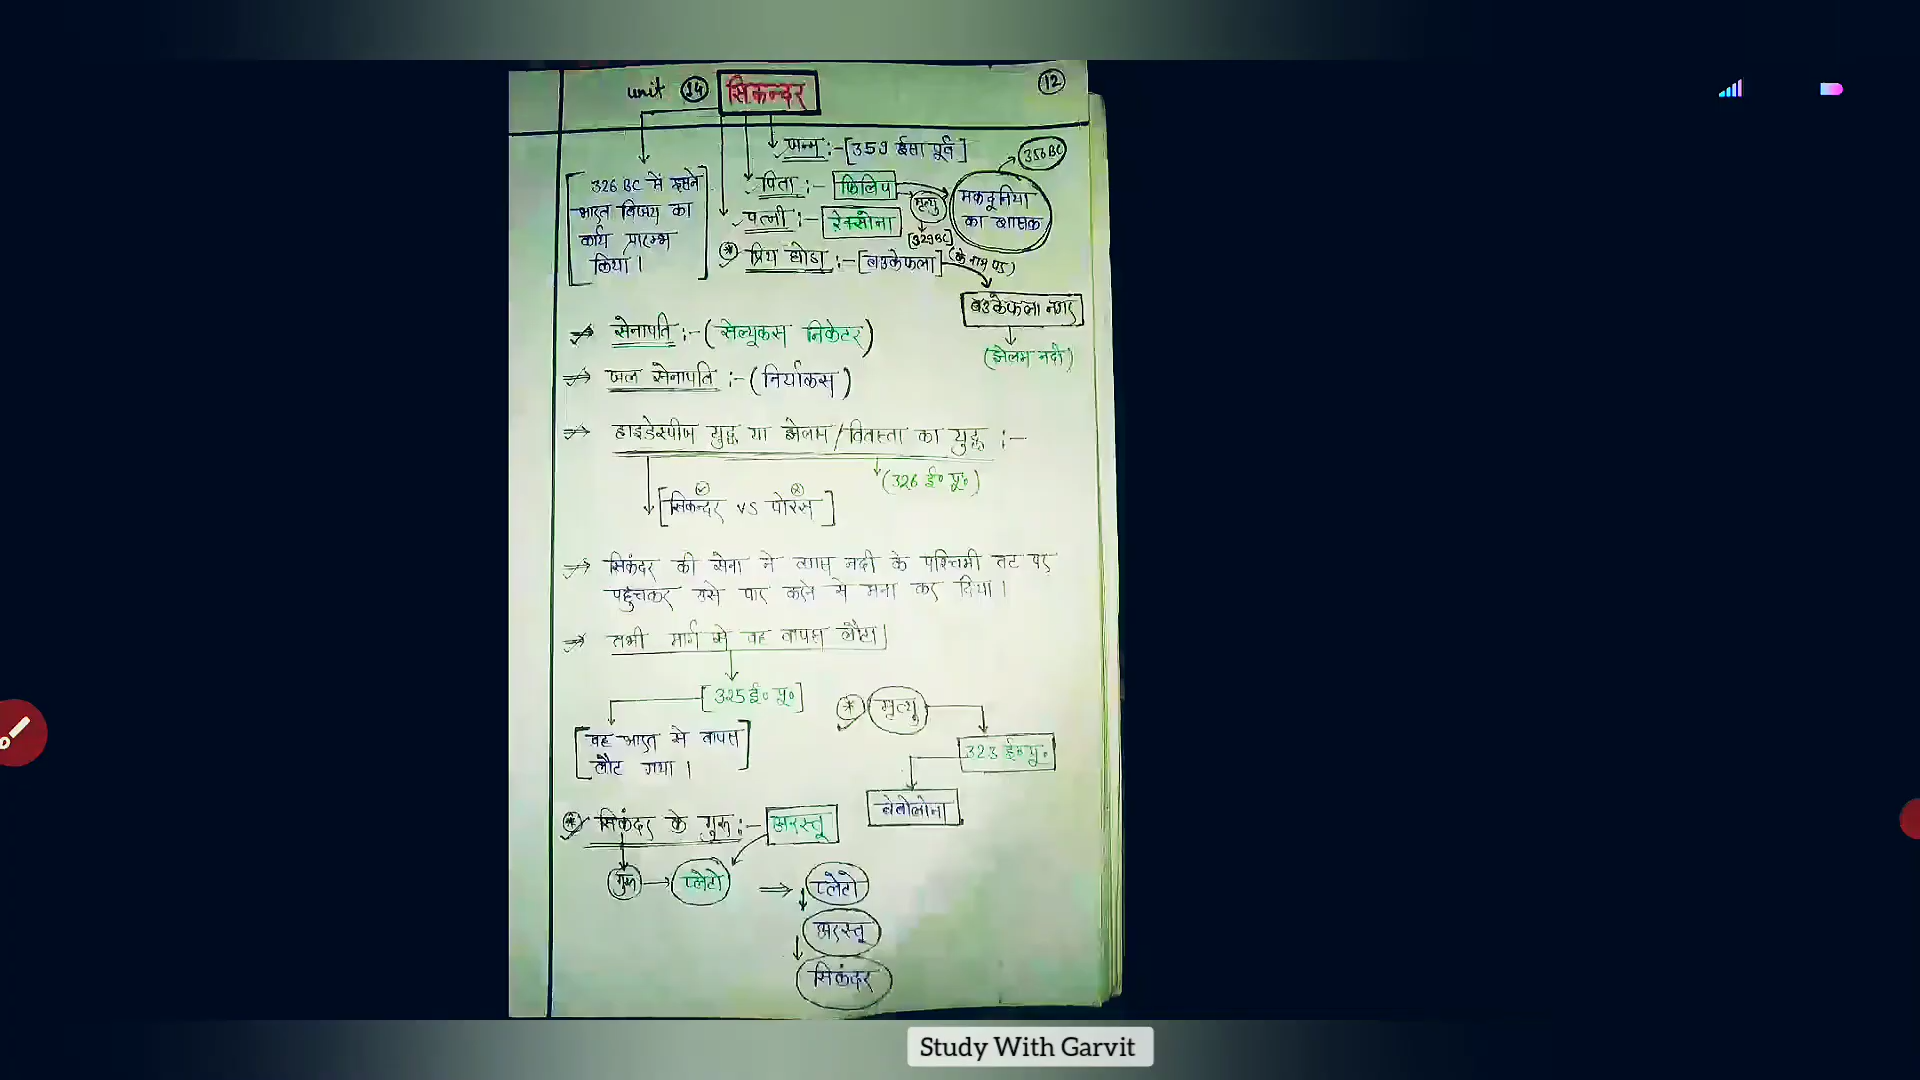 unit 14 सिकन्दर
12
जन्म :- [359 ईसा पूर्व]
356 BC
326 BC में इसने
भारत विजय का
कार्य प्रारम्भ
किया।
पिता :- फिलिप
मकदूनिया
का शासक
मृत्यु
[329 BC]
पत्नी :- रेक्सोना
* प्रिय घोडा :- [बउकेफला] (के नाम पर)
बउकेफला नगर
(झेलम नदी)
सेनापति :- (सेल्यूकस निकेटर)
जल सेनापति :- (निर्याकस)
हाइडेस्पीज युद्ध या झेलम/वितस्ता का युद्ध :-
(326 ई० पू०)
[सिकन्दर vs पोरस]
सिकंदर की सेना ने व्यास नदी के पश्चिमी तट पर
पहुंचकर उसे पार करने से मना कर दिया।
तभी मार्ग से वह वापस लौटा।
[325 ई० पू०]
वह भारत से वापस
लौट गया।
* मृत्यु
323 ई० पू०
बेबीलोना
* सिकंदर के गुरू :- अरस्तू
गुरू → प्लेटो ⇒ प्लेटो
अरस्तू
सिकंदर
Study With Garvit